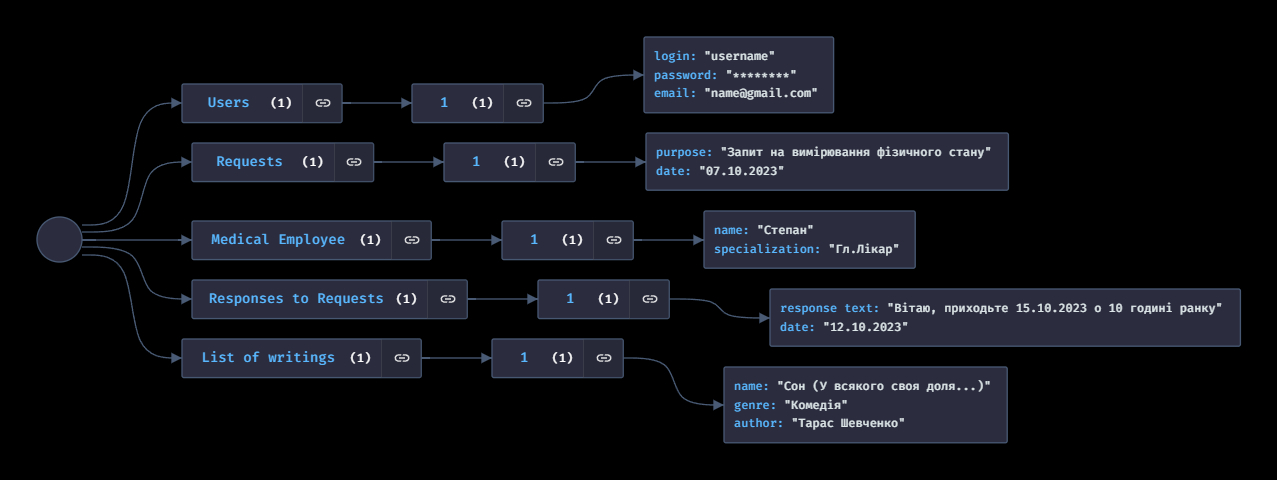 Users (1) 1 (1)
login: "username"
password: "********"
email: "name@gmail.com"
Requests (1) 1 (1)
purpose: "Запит на вимірювання фізичного стану"
date: "07.10.2023"
Medical Employee (1) 1 (1)
name: "Степан"
specialization: "Гл.Лікар"
Responses to Requests (1) 1 (1)
response text: "Вітаю, приходьте 15.10.2023 о 10 годині ранку"
date: "12.10.2023"
List of writings (1) 1 (1)
name: "Сон (У всякого своя доля...)"
genre: "Комедія"
author: "Тарас Шевченко"